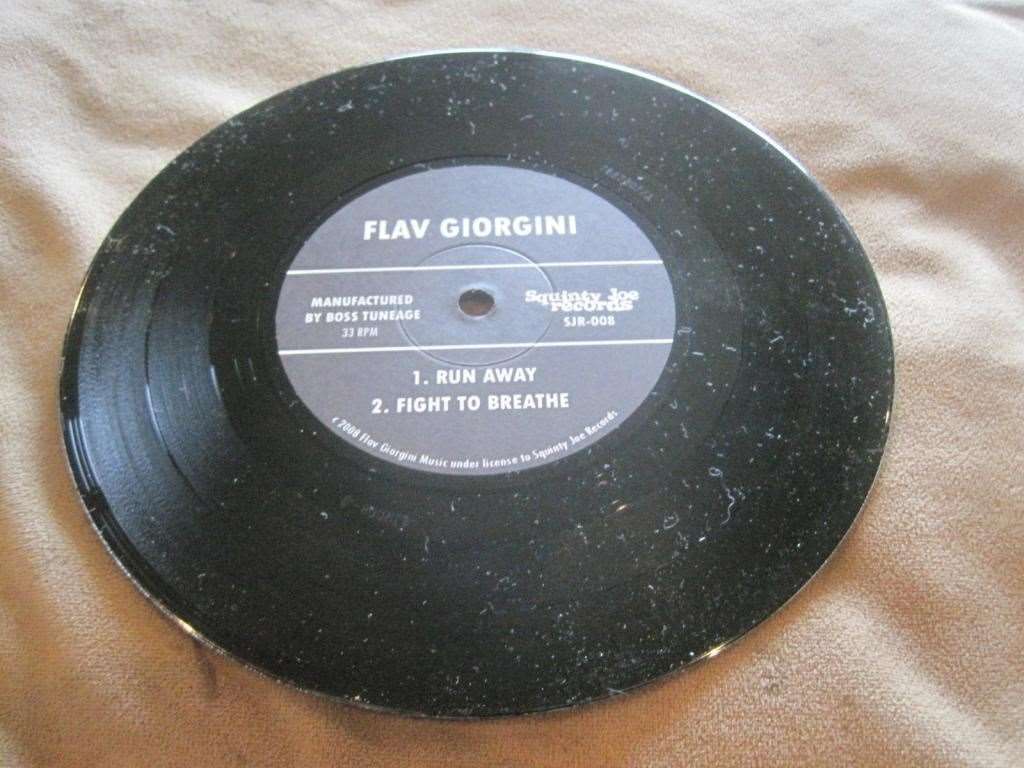 FLAV GIORGINI
MANUFACTURED
BY BOSS TUNEAGE
33 RPM
Squinty Joe
records
SJR-008
1. RUN AWAY
2. FIGHT TO BREATHE
c 2008 Flav Giorgini Music under license to Squinty Joe Records